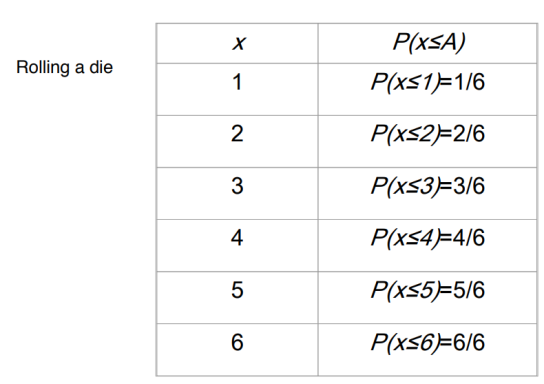 x P(x≤A)
Rolling a die
1 P(x≤1)=1/6
2 P(x≤2)=2/6
3 P(x≤3)=3/6
4 P(x≤4)=4/6
5 P(x≤5)=5/6
6 P(x≤6)=6/6